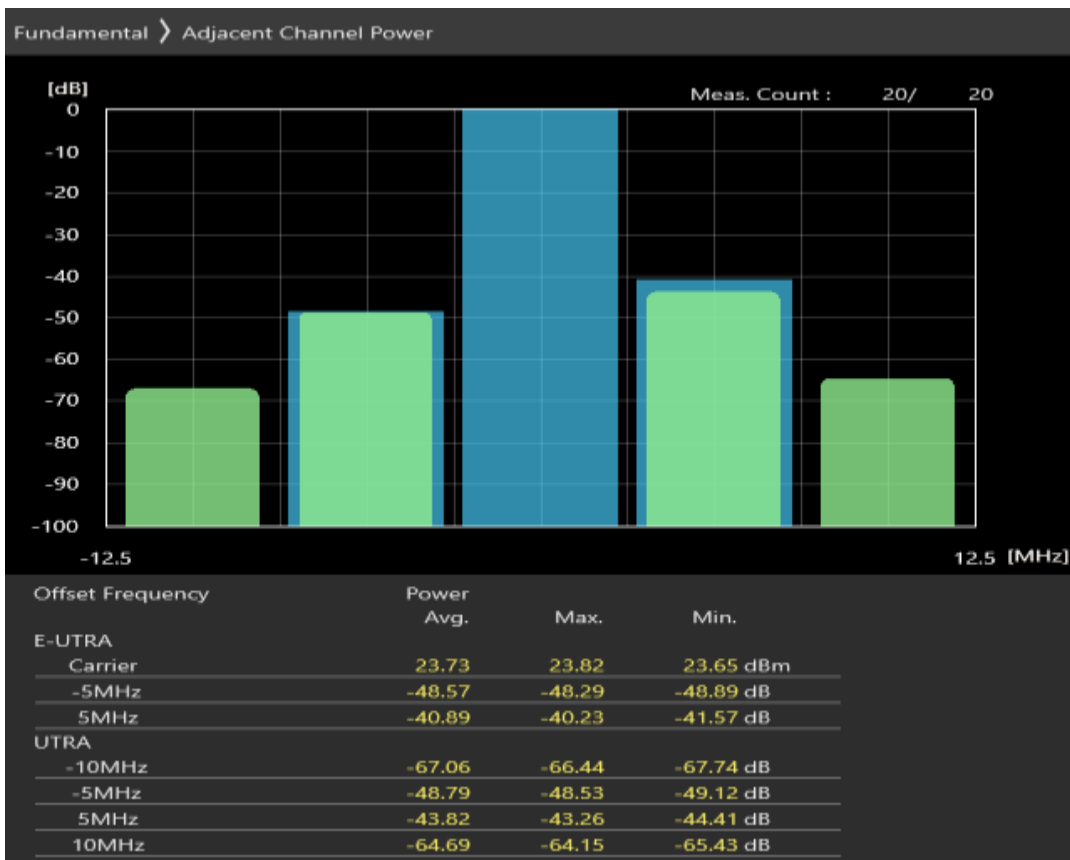 Fundamental ❯ Adjacent Channel Power
[dB]
Meas. Count : 20/ 20
0
-10
-20
-30
-40
-50
-60
-70
-80
-90
-100
-12.5 12.5 [MHz]
Offset Frequency Power
Avg. Max. Min.
E-UTRA
Carrier 23.73 23.82 23.65 dBm
-5MHz -48.57 -48.29 -48.89 dB
5MHz -40.89 -40.23 -41.57 dB
UTRA
-10MHz -67.06 -66.44 -67.74 dB
-5MHz -48.79 -48.53 -49.12 dB
5MHz -43.82 -43.26 -44.41 dB
10MHz -64.69 -64.15 -65.43 dB